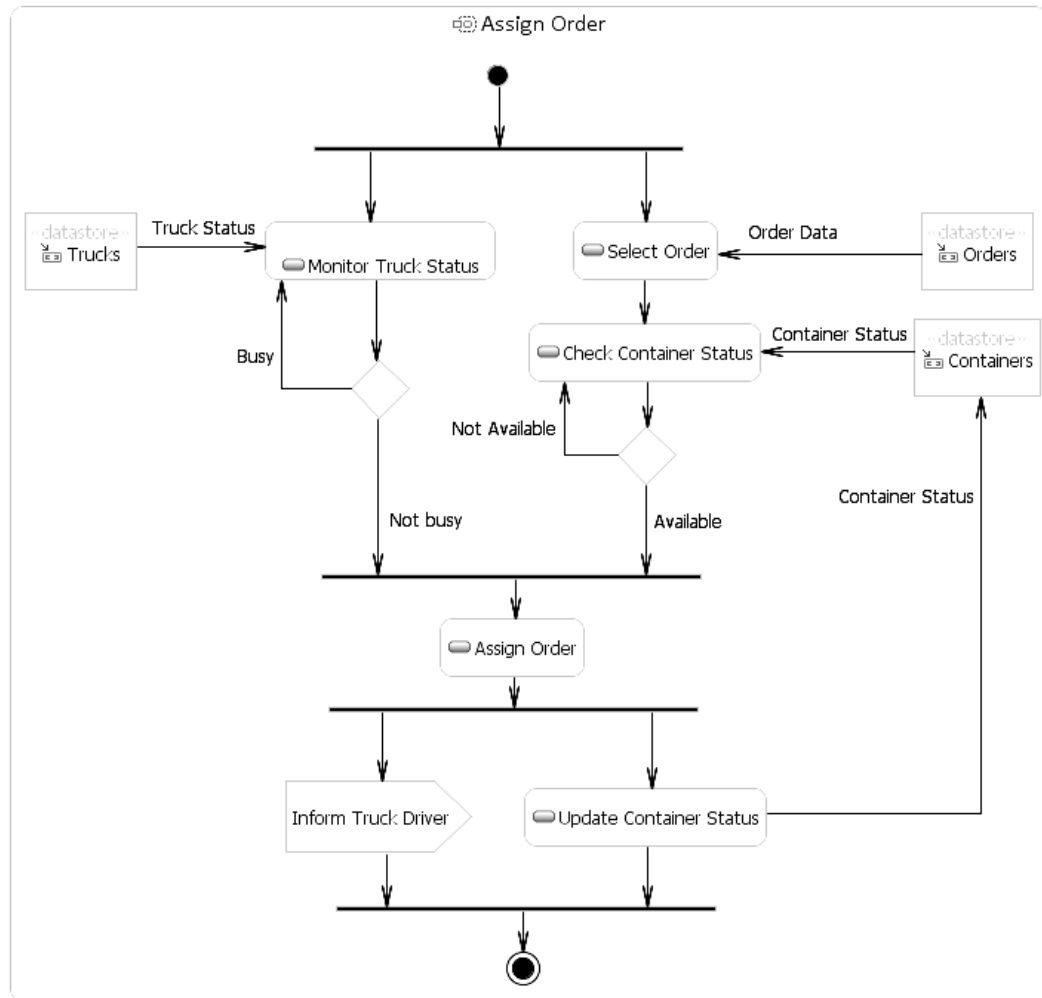 Assign Order
Truck Status
«datastore»
Trucks
Monitor Truck Status
Select Order
Order Data
«datastore»
Orders
Busy
Check Container Status
Container Status
«datastore»
Containers
Not Available
Container Status
Not busy
Available
Assign Order
Inform Truck Driver
Update Container Status